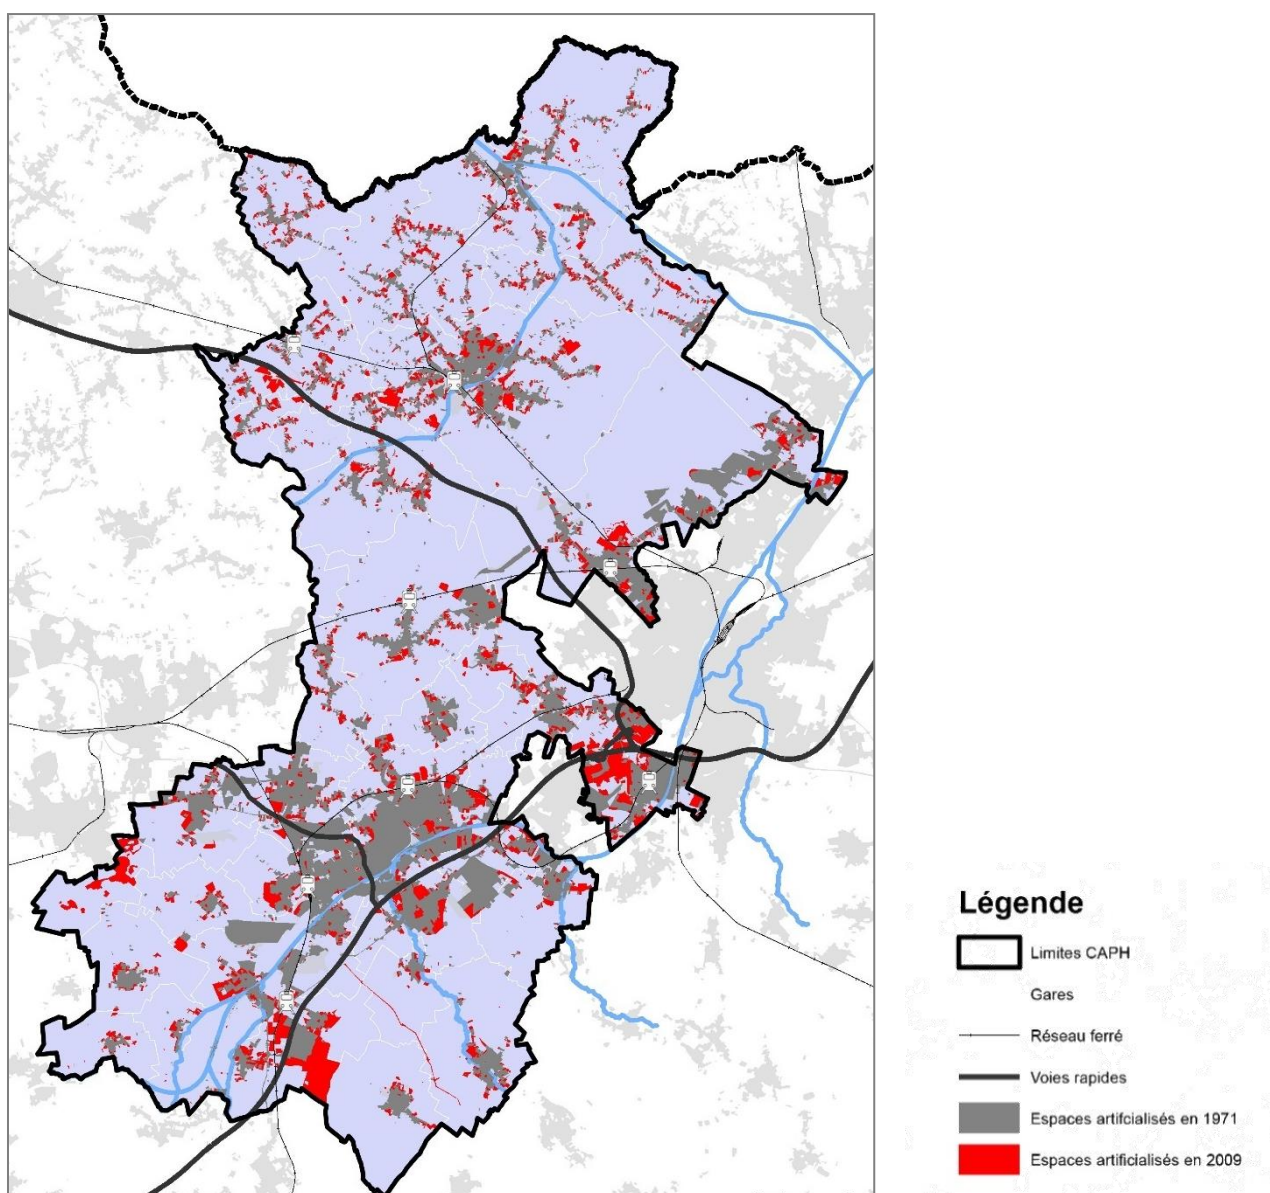 Légende
Limites CAPH
Gares
Réseau ferré
Voies rapides
Espaces artifcialisés en 1971
Espaces artificialisés en 2009